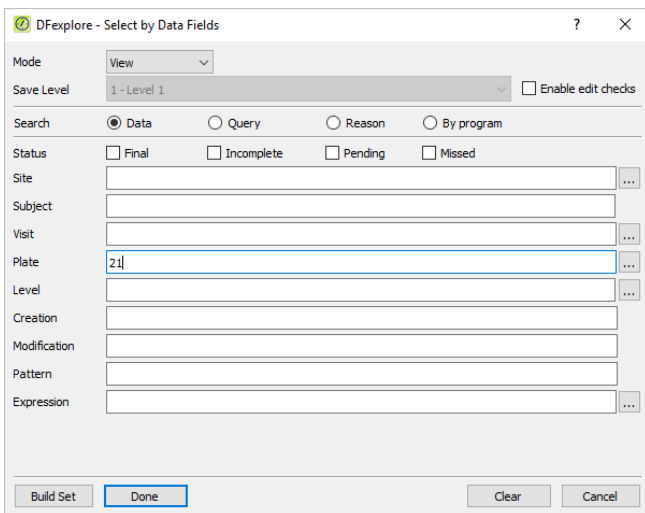 DFexplore - Select by Data Fields ? ×
Mode View
Save Level 1 - Level 1 Enable edit checks
Search Data Query Reason By program
Status Final Incomplete Pending Missed
Site ...
Subject
Visit ...
Plate 21 ...
Level ...
Creation
Modification
Pattern
Expression ...
Build Set Done Clear Cancel